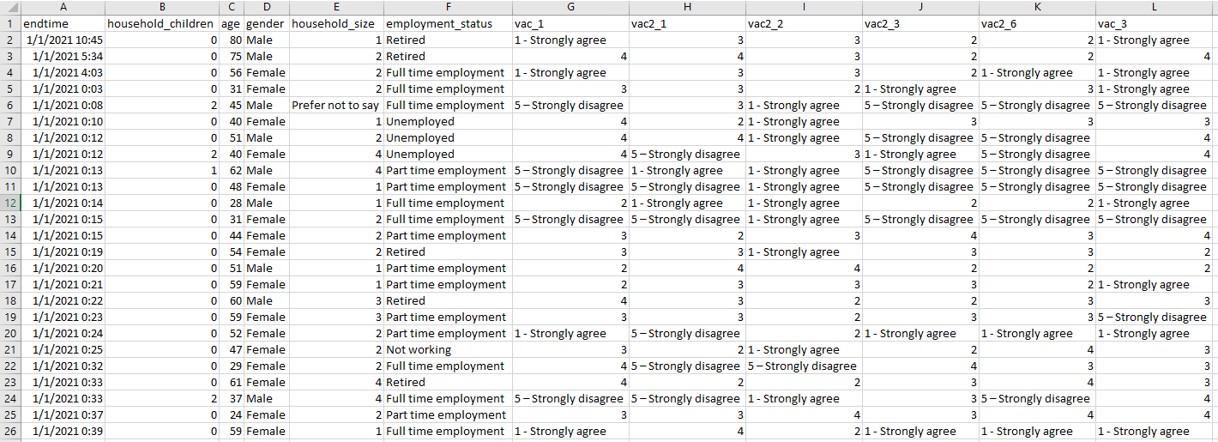 A B C D E F G H I J K L
1 endtime household_children age gender household_size employment_status vac_1 vac2_1 vac2_2 vac2_3 vac2_6 vac_3
2 1/1/2021 10:45 0 80 Male 1 Retired 1 - Strongly agree 3 3 2 2 1 - Strongly agree
3 1/1/2021 5:34 0 75 Male 2 Retired 4 4 3 2 2 4
4 1/1/2021 4:03 0 56 Female 2 Full time employment 1 - Strongly agree 3 3 2 1 - Strongly agree 1 - Strongly agree
5 1/1/2021 0:03 0 31 Female 2 Full time employment 3 3 2 1 - Strongly agree 3 1 - Strongly agree
6 1/1/2021 0:08 2 45 Male Prefer not to say Full time employment 5 – Strongly disagree 3 1 - Strongly agree 5 – Strongly disagree 5 – Strongly disagree 5 – Strongly disagree
7 1/1/2021 0:10 0 40 Female 1 Unemployed 4 2 1 - Strongly agree 3 3 3
8 1/1/2021 0:12 0 51 Male 2 Unemployed 4 4 1 - Strongly agree 5 – Strongly disagree 5 – Strongly disagree 4
9 1/1/2021 0:12 2 40 Female 4 Unemployed 4 5 – Strongly disagree 3 1 - Strongly agree 5 – Strongly disagree 4
10 1/1/2021 0:13 1 62 Male 4 Part time employment 5 – Strongly disagree 1 - Strongly agree 1 - Strongly agree 5 – Strongly disagree 5 – Strongly disagree 5 – Strongly disagree
11 1/1/2021 0:13 0 48 Female 1 Part time employment 5 – Strongly disagree 5 – Strongly disagree 1 - Strongly agree 5 – Strongly disagree 5 – Strongly disagree 5 – Strongly disagree
12 1/1/2021 0:14 0 28 Male 1 Full time employment 2 1 - Strongly agree 1 - Strongly agree 2 2 1 - Strongly agree
13 1/1/2021 0:15 0 31 Female 2 Full time employment 5 – Strongly disagree 5 – Strongly disagree 1 - Strongly agree 5 – Strongly disagree 5 – Strongly disagree 5 – Strongly disagree
14 1/1/2021 0:15 0 44 Female 2 Part time employment 3 2 3 4 3 4
15 1/1/2021 0:19 0 54 Female 2 Retired 3 3 1 - Strongly agree 3 3 2
16 1/1/2021 0:20 0 51 Male 1 Part time employment 2 4 4 2 2 2
17 1/1/2021 0:21 0 59 Female 1 Part time employment 2 3 3 3 2 1 - Strongly agree
18 1/1/2021 0:22 0 60 Male 3 Retired 4 3 2 2 3 3
19 1/1/2021 0:23 0 59 Female 3 Part time employment 3 3 2 3 3 5 – Strongly disagree
20 1/1/2021 0:24 0 52 Female 2 Part time employment 1 - Strongly agree 5 – Strongly disagree 2 1 - Strongly agree 1 - Strongly agree 1 - Strongly agree
21 1/1/2021 0:25 0 47 Female 2 Not working 3 2 1 - Strongly agree 2 4 3
22 1/1/2021 0:32 0 29 Female 2 Full time employment 4 5 – Strongly disagree 5 – Strongly disagree 4 3 3
23 1/1/2021 0:33 0 61 Female 4 Retired 4 2 2 3 4 3
24 1/1/2021 0:33 2 37 Male 4 Full time employment 5 – Strongly disagree 5 – Strongly disagree 1 - Strongly agree 3 5 – Strongly disagree 4
25 1/1/2021 0:37 0 24 Female 2 Part time employment 3 3 4 3 4 4
26 1/1/2021 0:39 0 59 Female 1 Full time employment 1 - Strongly agree 4 2 1 - Strongly agree 1 - Strongly agree 1 - Strongly agree